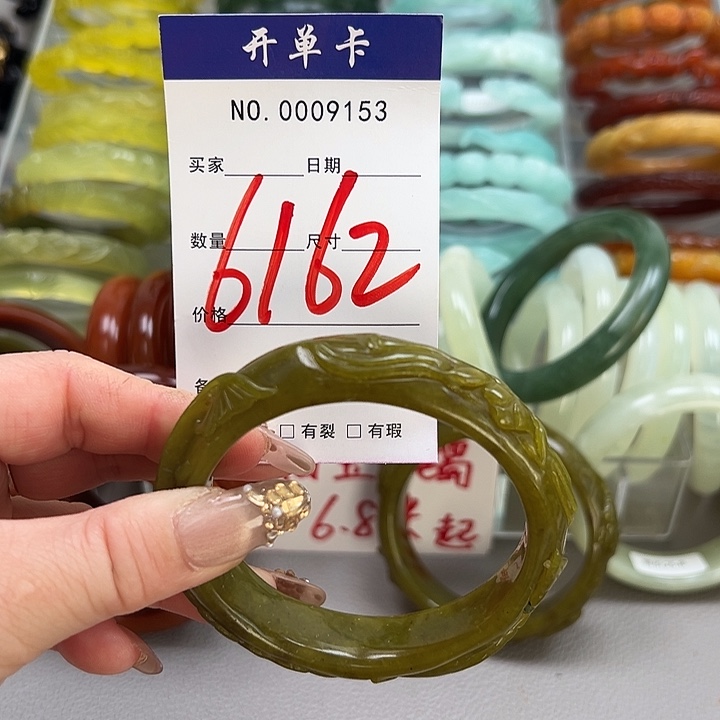 开单卡
NO. 0009153
买家 日期
数量 尺寸
价格
6162
有裂 有瑕
6.8米起